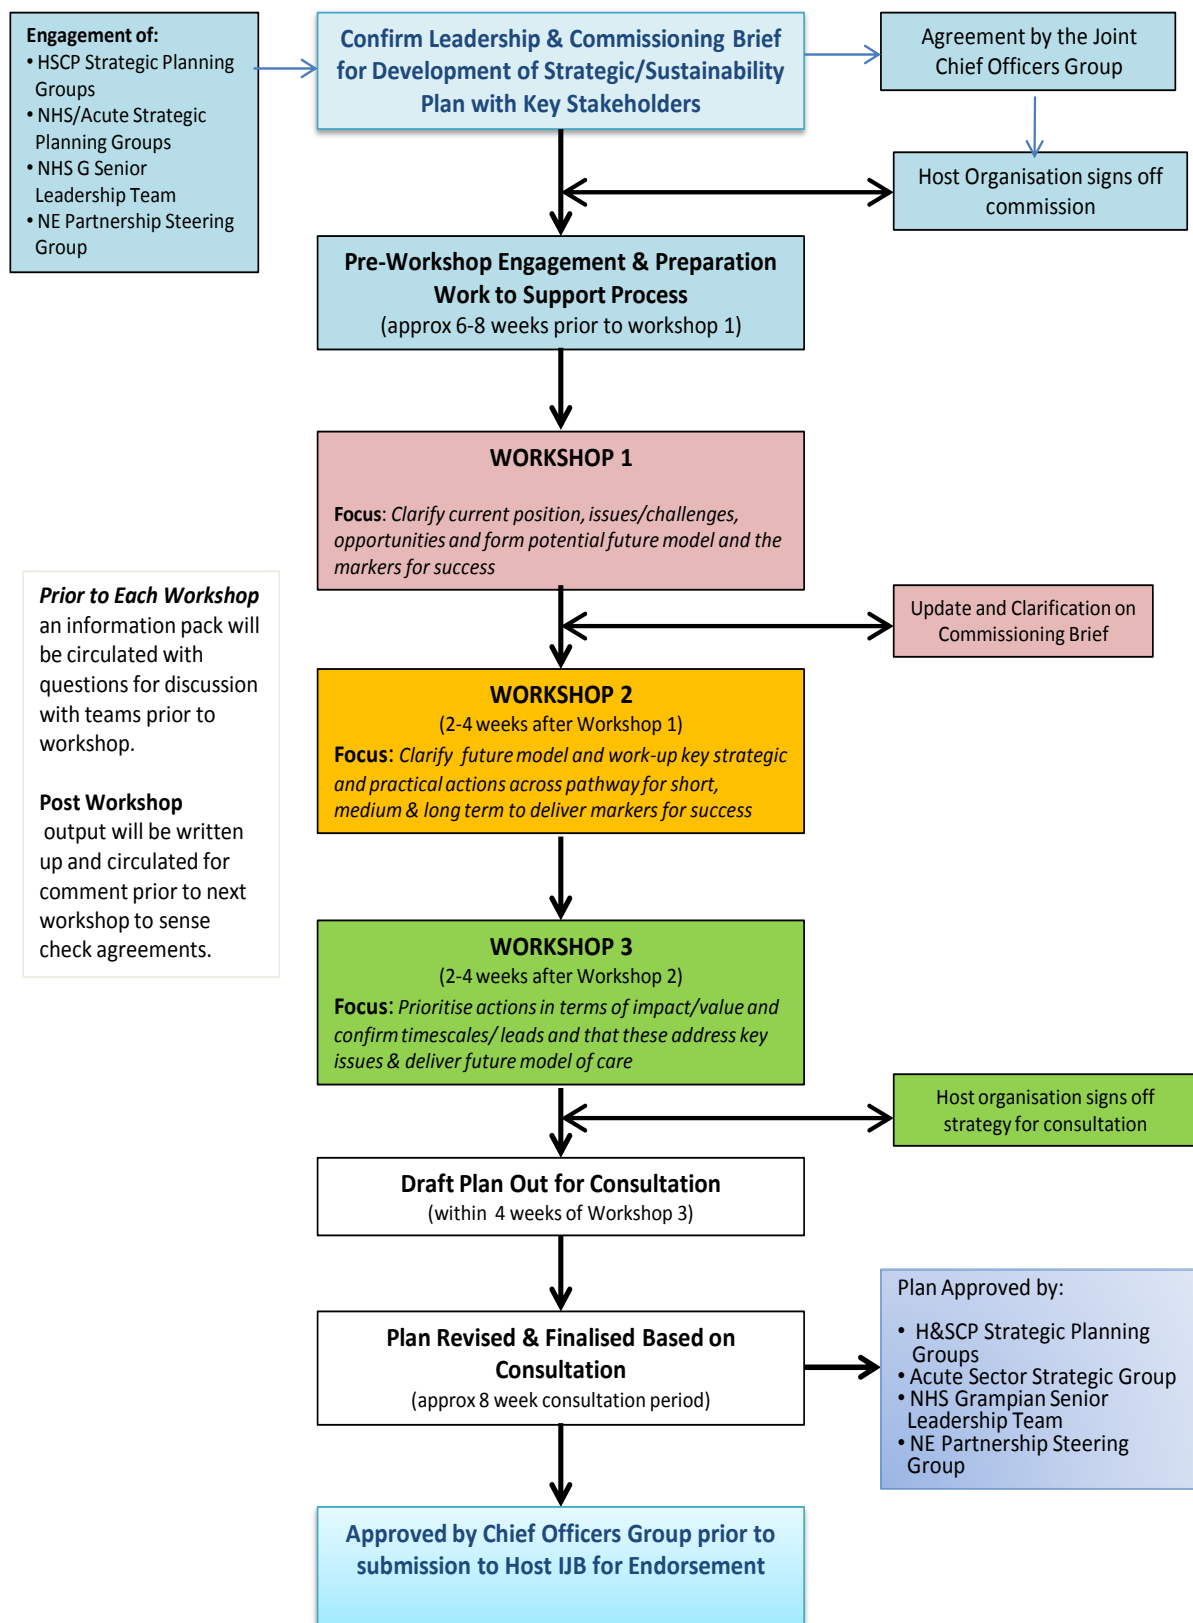 Engagement of:
• HSCP Strategic Planning
Groups
• NHS/Acute Strategic
Planning Groups
• NHS G Senior
Leadership Team
• NE Partnership Steering
Group
Confirm Leadership & Commissioning Brief
for Development of Strategic/Sustainability
Plan with Key Stakeholders
Agreement by the Joint
Chief Officers Group
Host Organisation signs off
commission
Pre-Workshop Engagement & Preparation
Work to Support Process
(approx 6-8 weeks prior to workshop 1)
WORKSHOP 1
Focus: Clarify current position, issues/challenges,
opportunities and form potential future model and the
markers for success
Prior to Each Workshop
an information pack will
be circulated with
questions for discussion
with teams prior to
workshop.
Post Workshop
output will be written
up and circulated for
comment prior to next
workshop to sense
check agreements.
Update and Clarification on
Commissioning Brief
WORKSHOP 2
(2-4 weeks after Workshop 1)
Focus: Clarify future model and work-up key strategic
and practical actions across pathway for short,
medium & long term to deliver markers for success
WORKSHOP 3
(2-4 weeks after Workshop 2)
Focus: Prioritise actions in terms of impact/value and
confirm timescales/ leads and that these address key
issues & deliver future model of care
Host organisation signs off
strategy for consultation
Draft Plan Out for Consultation
(within 4 weeks of Workshop 3)
Plan Revised & Finalised Based on
Consultation
(approx 8 week consultation period)
Plan Approved by:
• H&SCP Strategic Planning
Groups
• Acute Sector Strategic Group
• NHS Grampian Senior
Leadership Team
• NE Partnership Steering
Group
Approved by Chief Officers Group prior to
submission to Host IJB for Endorsement